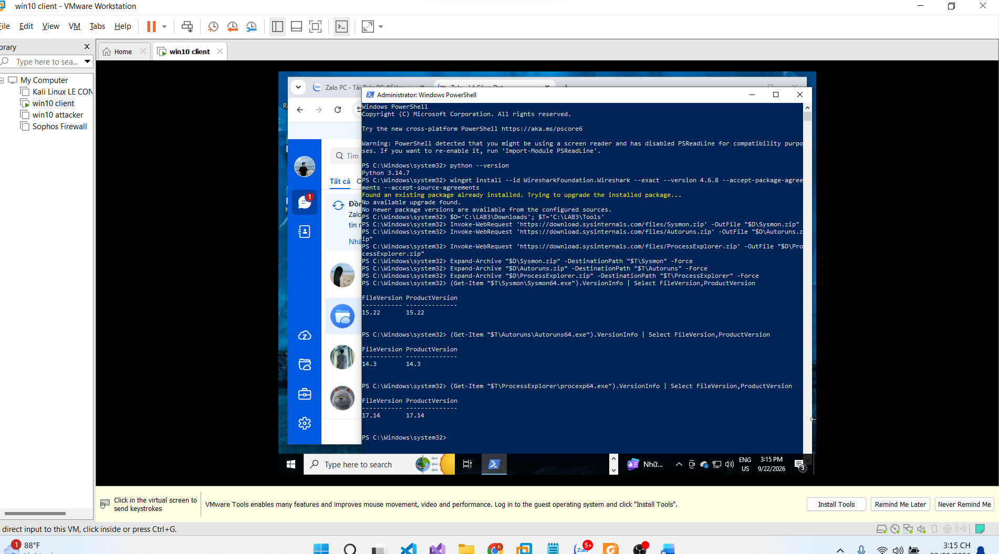 win10 client - VMware Workstation
File Edit View VM Tabs Help
Type here to sea...
My Computer
Kali Linux LE CON
win10 client
win10 attacker
Sophos Firewall
Home
win10 client
Zalo PC - Tải Zalo PC để
Administrator: Windows PowerShell
Tìm
Tất cả
Zalo
tin n
1
Windows PowerShell
Copyright (C) Microsoft Corporation. All rights reserved.
Try the new cross-platform PowerShell https://aka.ms/pscore6
Warning: PowerShell detected that you might be using a screen reader and has disabled PSReadLine for compatibility purpo
ses. If you want to re-enable it, run 'Import-Module PSReadLine'.
PS C:\Windows\system32> python --version
Python 3.14.7
PS C:\Windows\system32> winget install --id WiresharkFoundation.Wireshark --exact --version 4.6.8 --accept-package-agree
ments --accept-source-agreements
Found an existing package already installed. Trying to upgrade the installed package...
No available upgrade found.
No newer package versions are available from the configured sources.
PS C:\Windows\system32> $D='C:\LAB3\Downloads'; $T='C:\LAB3\Tools'
PS C:\Windows\system32> Invoke-WebRequest 'https://download.sysinternals.com/files/Sysmon.zip' -OutFile "$D\Sysmon.zip"
PS C:\Windows\system32> Invoke-WebRequest 'https://download.sysinternals.com/files/Autoruns.zip' -OutFile "$D\Autoruns.z
ip"
PS C:\Windows\system32> Invoke-WebRequest 'https://download.sysinternals.com/files/ProcessExplorer.zip' -OutFile "$D\Pro
cessExplorer.zip"
PS C:\Windows\system32> Expand-Archive "$D\Sysmon.zip" -DestinationPath "$T\Sysmon" -Force
PS C:\Windows\system32> Expand-Archive "$D\Autoruns.zip" -DestinationPath "$T\Autoruns" -Force
PS C:\Windows\system32> Expand-Archive "$D\ProcessExplorer.zip" -DestinationPath "$T\ProcessExplorer" -Force
PS C:\Windows\system32> (Get-Item "$T\Sysmon\Sysmon64.exe").VersionInfo | Select FileVersion,ProductVersion
FileVersion ProductVersion
----------- --------------
15.22 15.22
PS C:\Windows\system32> (Get-Item "$T\Autoruns\Autoruns64.exe").VersionInfo | Select FileVersion,ProductVersion
FileVersion ProductVersion
----------- --------------
14.3 14.3
PS C:\Windows\system32> (Get-Item "$T\ProcessExplorer\procexp64.exe").VersionInfo | Select FileVersion,ProductVersion
FileVersion ProductVersion
----------- --------------
17.14 17.14
PS C:\Windows\system32>
Type here to search
Nhữ...
ENG
US
3:15 PM
9/22/2026
3
Click in the virtual screen to
send keystrokes
VMware Tools enables many features and improves mouse movement, video and performance. Log in to the guest operating system and click "Install Tools".
Install Tools
Remind Me Later
Never Remind Me
direct input to this VM, click inside or press Ctrl+G.
1
88°F
5+
3:15 CH